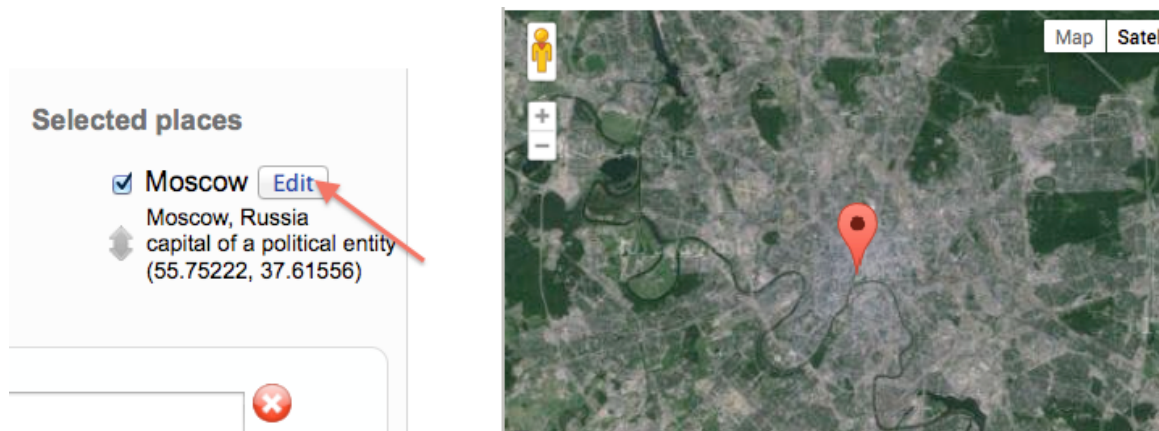 Selected places
Moscow Edit
Moscow, Russia
capital of a political entity
(55.75222, 37.61556)
Map Satel
+
−